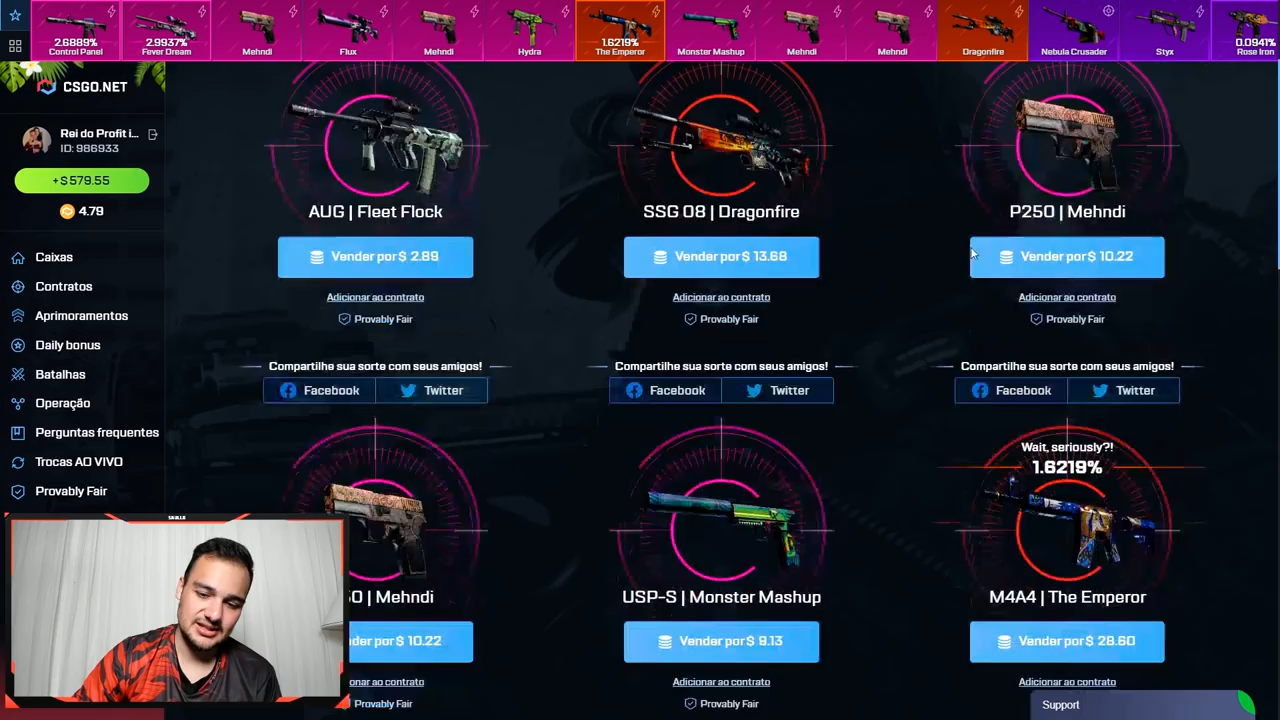 2.6889%
Control Panel
2.9937%
Fever Dream
Mehndi
Flux
Mehndi
Hydra
1.6219%
The Emperor
Monster Mashup
Mehndi
Mehndi
Dragonfire
Nebula Crusader
Styx
0.0941%
Rose Iron
CSGO.NET
Rei do Profit i...
ID: 986933
+$579.55
4.79
Caixas
Contratos
Aprimoramentos
Daily bonus
Batalhas
Operação
Perguntas frequentes
Trocas AO VIVO
Provably Fair
AUG | Fleet Flock
Vender por $ 2.89
Adicionar ao contrato
Provably Fair
Compartilhe sua sorte com seus amigos!
Facebook
Twitter
SSG 08 | Dragonfire
Vender por $ 13.68
Adicionar ao contrato
Provably Fair
Compartilhe sua sorte com seus amigos!
Facebook
Twitter
P250 | Mehndi
Vender por $ 10.22
Adicionar ao contrato
Provably Fair
Compartilhe sua sorte com seus amigos!
Facebook
Twitter
0 | Mehndi
der por $ 10.22
onar ao contrato
Provably Fair
USP-S | Monster Mashup
Vender por $ 9.13
Adicionar ao contrato
Provably Fair
Wait, seriously?!
1.6219%
M4A4 | The Emperor
Vender por $ 28.60
Adicionar ao contrato
Support